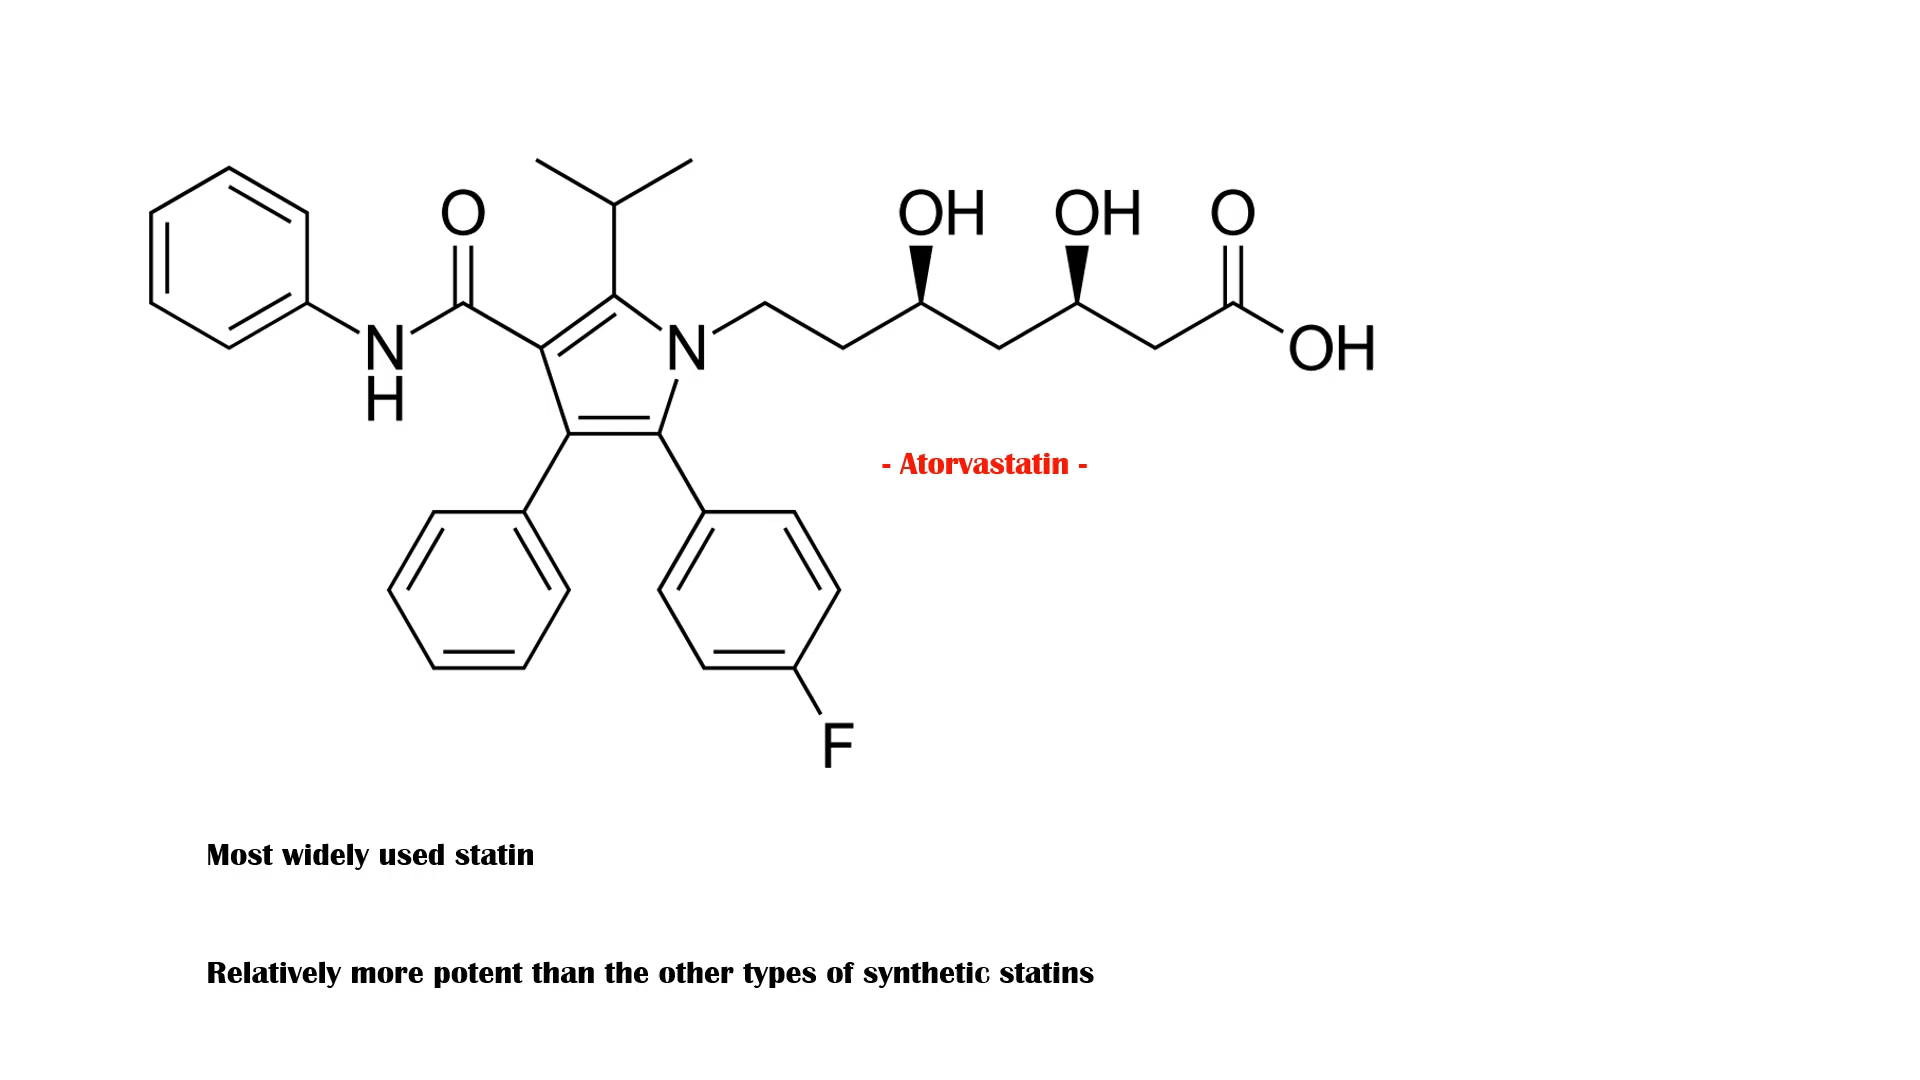 O
OH
OH
O
N
H
N
OH
- Atorvastatin -
F
Most widely used statin
Relatively more potent than the other types of synthetic statins